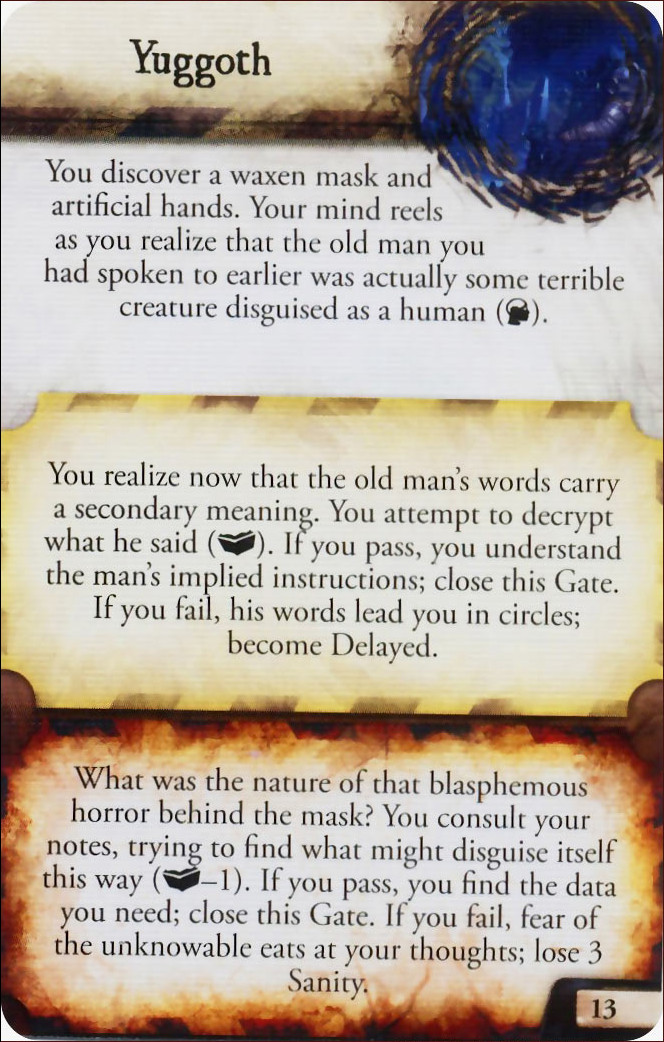 Yuggoth
You discover a waxen mask and
artificial hands. Your mind reels
as you realize that the old man you
had spoken to earlier was actually some terrible
creature disguised as a human ( ).
You realize now that the old man's words carry
a secondary meaning. You attempt to decrypt
what he said ( ). If you pass, you understand
the man's implied instructions; close this Gate.
If you fail, his words lead you in circles;
become Delayed.
What was the nature of that blasphemous
horror behind the mask? You consult your
notes, trying to find what might disguise itself
this way ( –1). If you pass, you find the data
you need; close this Gate. If you fail, fear of
the unknowable eats at your thoughts; lose 3
Sanity.
13